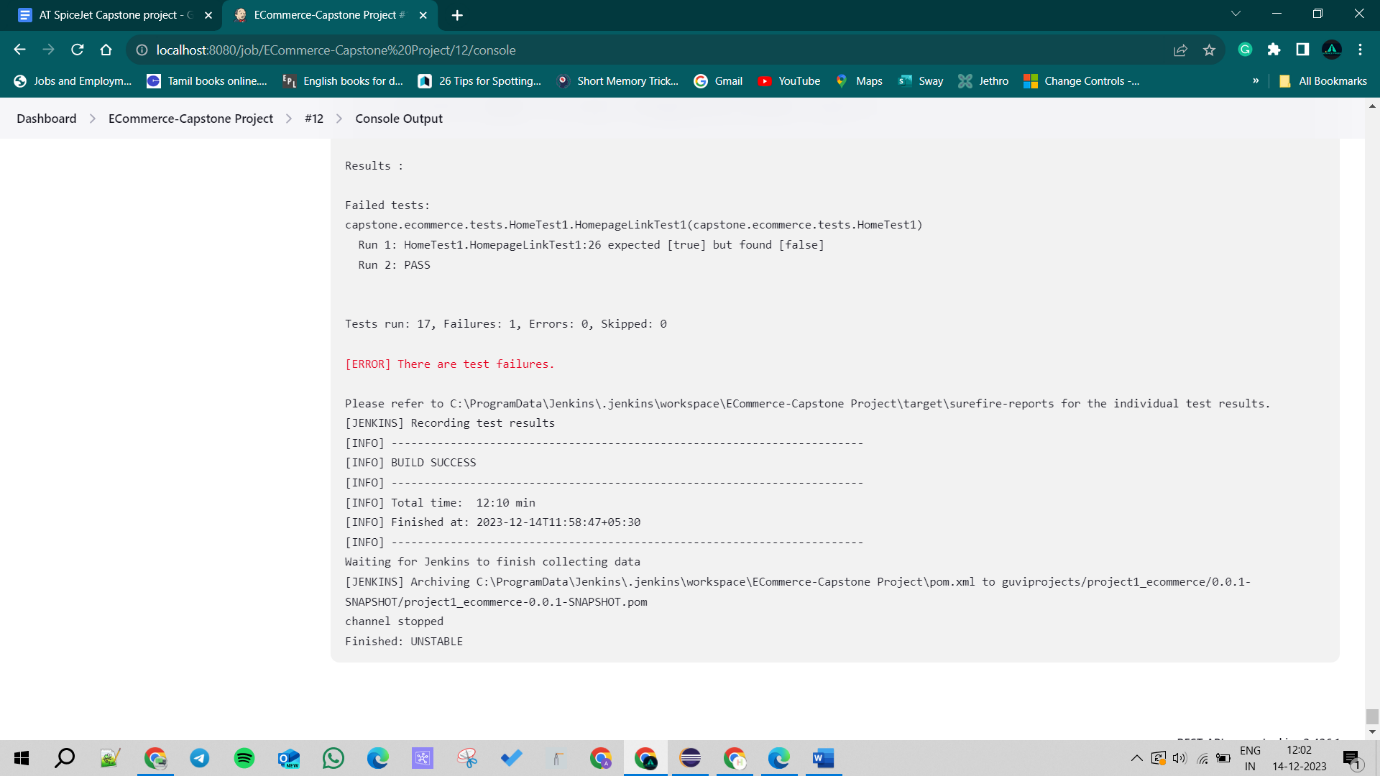 AT SpiceJet Capstone project - G
ECommerce-Capstone Project #
localhost:8080/job/ECommerce-Capstone%20Project/12/console
Jobs and Employm...
Tamil books online....
English books for d...
26 Tips for Spotting...
Short Memory Trick...
Gmail
YouTube
Maps
Sway
Jethro
Change Controls -...
»
All Bookmarks
Dashboard > ECommerce-Capstone Project > #12 > Console Output
Results :
Failed tests:
capstone.ecommerce.tests.HomeTest1.HomepageLinkTest1(capstone.ecommerce.tests.HomeTest1)
Run 1: HomeTest1.HomepageLinkTest1:26 expected [true] but found [false]
Run 2: PASS
Tests run: 17, Failures: 1, Errors: 0, Skipped: 0
[ERROR] There are test failures.
Please refer to C:\ProgramData\Jenkins\.jenkins\workspace\ECommerce-Capstone Project\target\surefire-reports for the individual test results.
[JENKINS] Recording test results
[INFO] ------------------------------------------------------------------------
[INFO] BUILD SUCCESS
[INFO] ------------------------------------------------------------------------
[INFO] Total time:  12:10 min
[INFO] Finished at: 2023-12-14T11:58:47+05:30
[INFO] ------------------------------------------------------------------------
Waiting for Jenkins to finish collecting data
[JENKINS] Archiving C:\ProgramData\Jenkins\.jenkins\workspace\ECommerce-Capstone Project\pom.xml to guviprojects/project1_ecommerce/0.0.1-
SNAPSHOT/project1_ecommerce-0.0.1-SNAPSHOT.pom
channel stopped
Finished: UNSTABLE
ENG
IN
12:02
14-12-2023
1